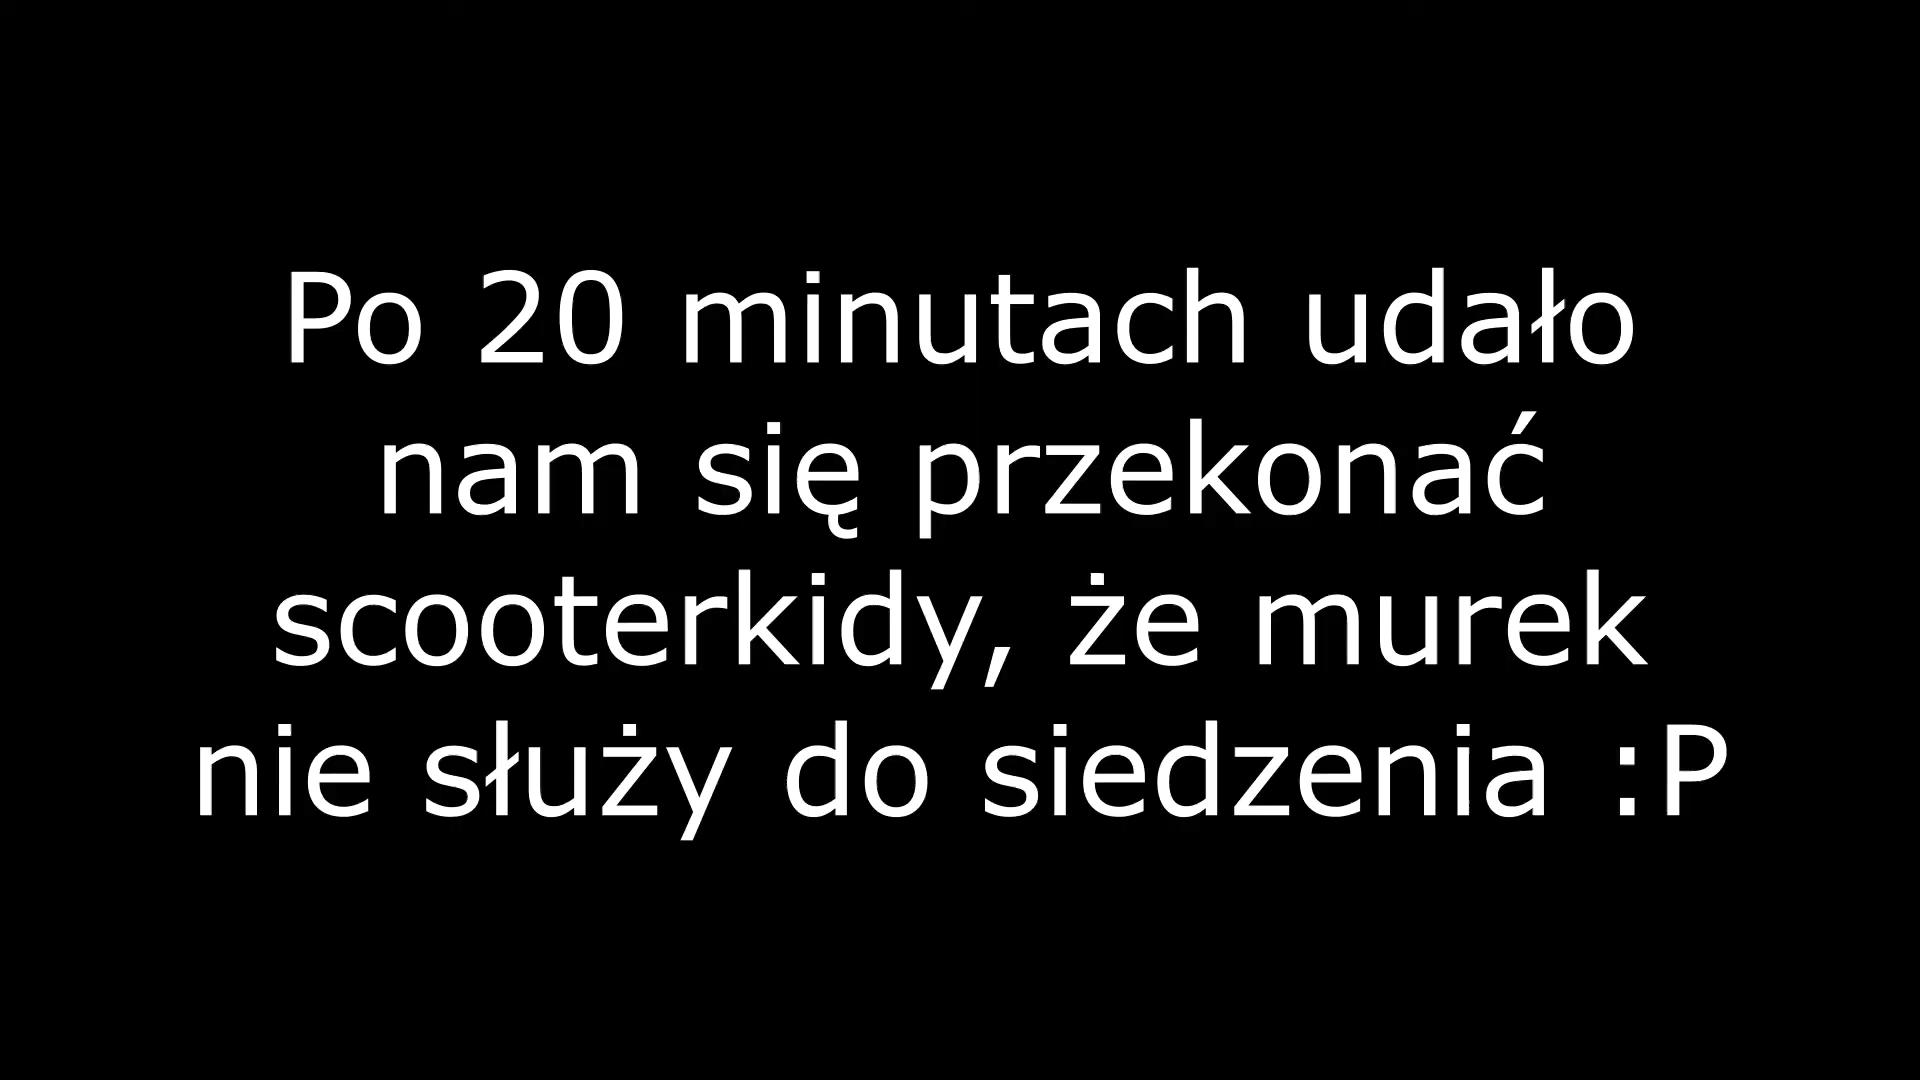 Po 20 minutach udało
nam się przekonać
scooterkidy, że murek
nie służy do siedzenia :P